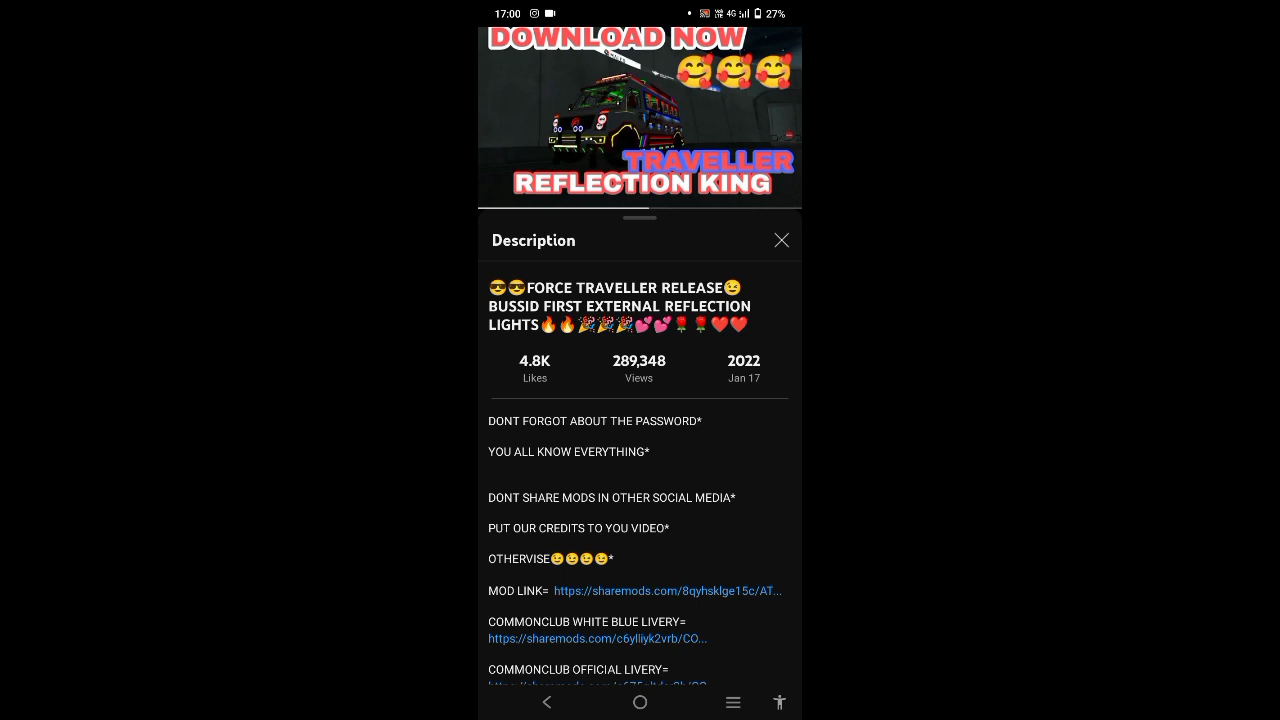 17:00
4G 27%
DOWNLOAD NOW
🥰🥰🥰
TRAVELLER
REFLECTION KING
Description
😎😎FORCE TRAVELLER RELEASE😉
BUSSID FIRST EXTERNAL REFLECTION
LIGHTS🔥🔥🎉🎉🎉💕💕🌹🌹❤️❤️
4.8K 289,348 2022
Likes Views Jan 17
DONT FORGOT ABOUT THE PASSWORD*
YOU ALL KNOW EVERYTHING*
DONT SHARE MODS IN OTHER SOCIAL MEDIA*
PUT OUR CREDITS TO YOU VIDEO*
OTHERVISE😉😉😉😉*
MOD LINK= https://sharemods.com/8qyhsklge15c/AT...
COMMONCLUB WHITE BLUE LIVERY=
https://sharemods.com/c6ylliyk2vrb/CO...
COMMONCLUB OFFICIAL LIVERY=